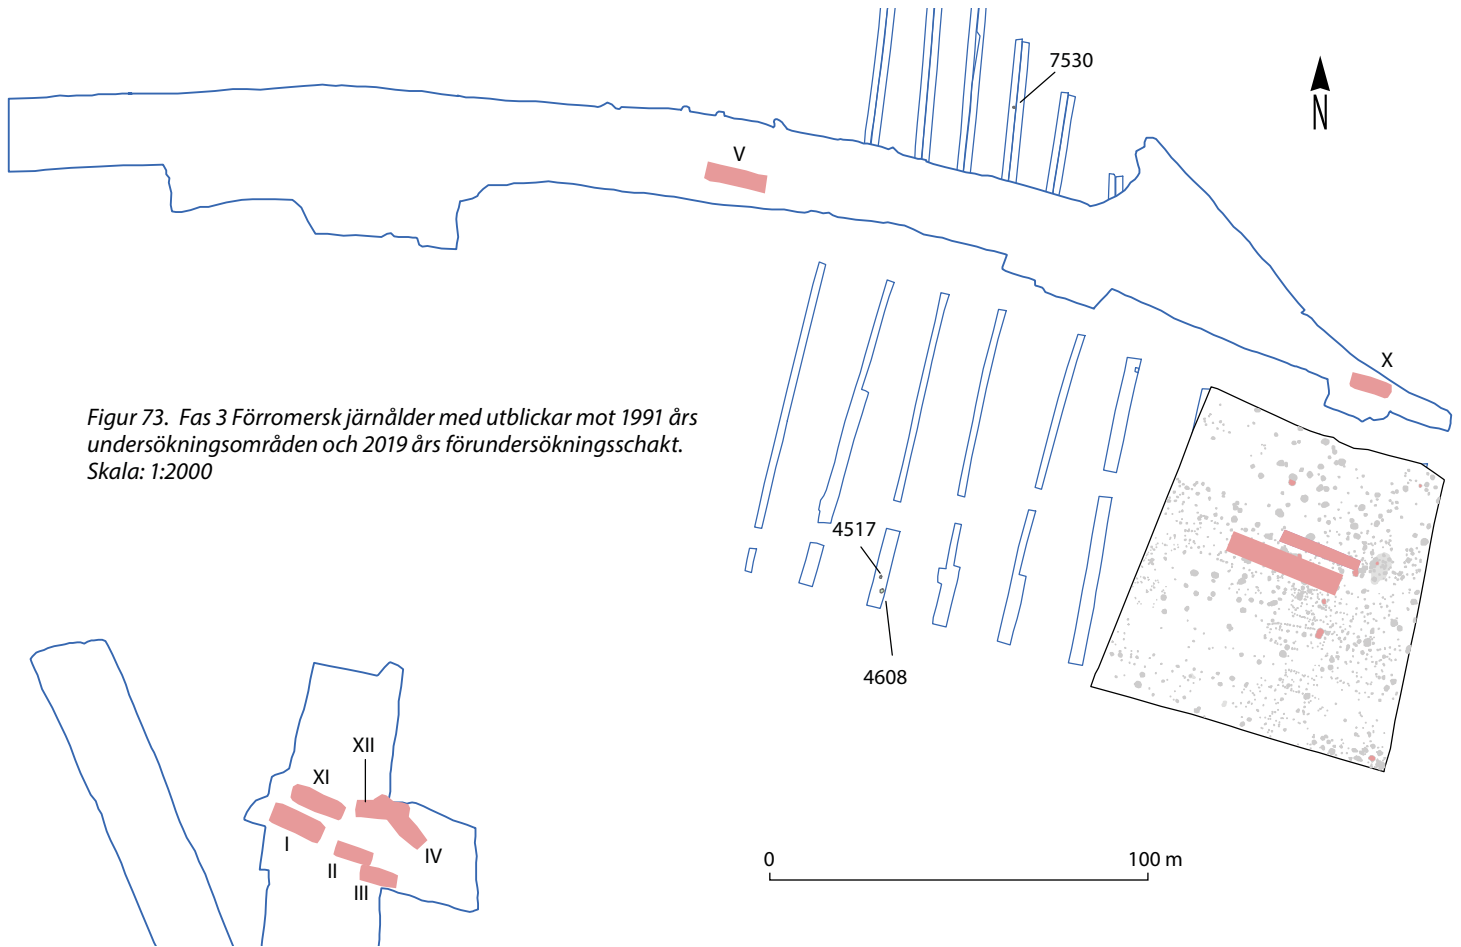 7530
N
V
X
Figur 73. Fas 3 Förromersk järnålder med utblickar mot 1991 års
undersökningsområden och 2019 års förundersökningsschakt.
Skala: 1:2000
4517
4608
XII
XI
I
II
III
IV
0 100 m